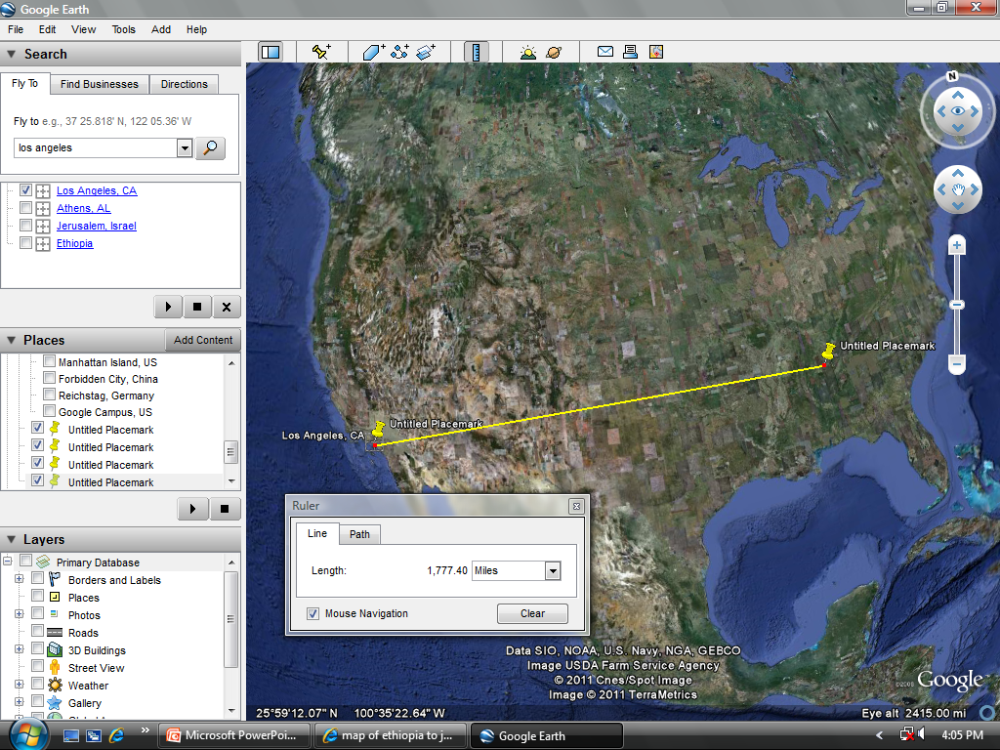 Google Earth
File Edit View Tools Add Help
Search
Fly To Find Businesses Directions
Fly to e.g., 37 25.818' N, 122 05.36' W
los angeles
Los Angeles, CA
Athens, AL
Jerusalem, Israel
Ethiopia
Places
Add Content
Manhattan Island, US
Forbidden City, China
Reichstag, Germany
Google Campus, US
Untitled Placemark
Untitled Placemark
Untitled Placemark
Untitled Placemark
Layers
Primary Database
Borders and Labels
Places
Photos
Roads
3D Buildings
Street View
Weather
Gallery
N
Untitled Placemark
Untitled Placemark
Los Angeles, CA
Ruler
Line Path
Length: 1,777.40 Miles
Mouse Navigation Clear
Data SIO, NOAA, U.S. Navy, NGA, GEBCO
Image USDA Farm Service Agency
© 2011 Cnes/Spot Image
Image © 2011 TerraMetrics
Google
25°59'12.07" N 100°35'22.64" W
Eye alt 2415.00 mi
Microsoft PowerPoi... map of ethiopia to j... Google Earth
4:05 PM